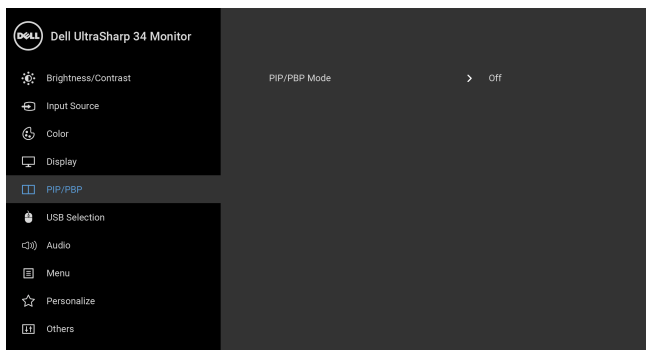 DELL Dell UltraSharp 34 Monitor
Brightness/Contrast
PIP/PBP Mode Off
Input Source
Color
Display
PIP/PBP
USB Selection
Audio
Menu
Personalize
Others